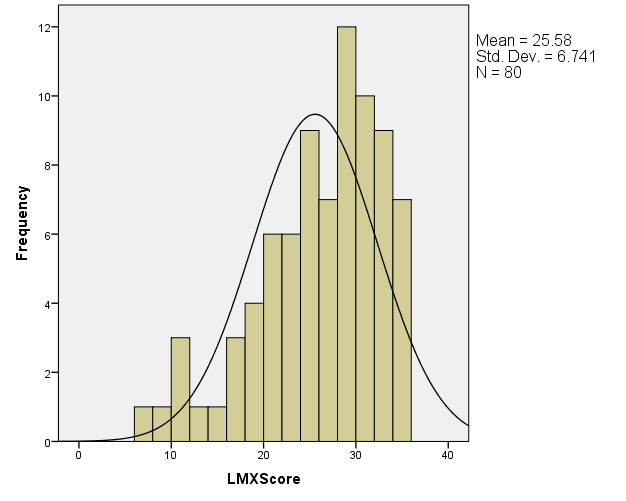 Mean = 25.58
Std. Dev. = 6.741
N = 80
Frequency
12
10
8
6
4
2
0
0 10 20 30 40
LMXScore